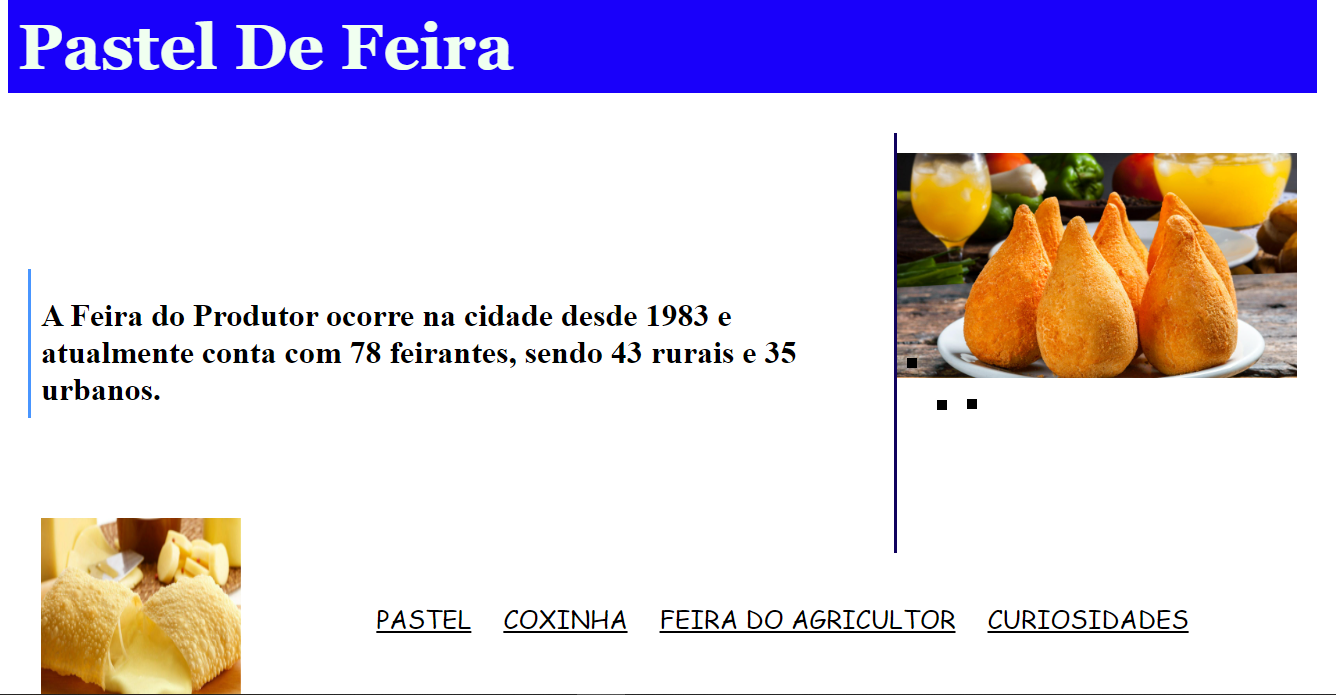 Pastel De Feira
A Feira do Produtor ocorre na cidade desde 1983 e
atualmente conta com 78 feirantes, sendo 43 rurais e 35
urbanos.
PASTEL COXINHA FEIRA DO AGRICULTOR CURIOSIDADES